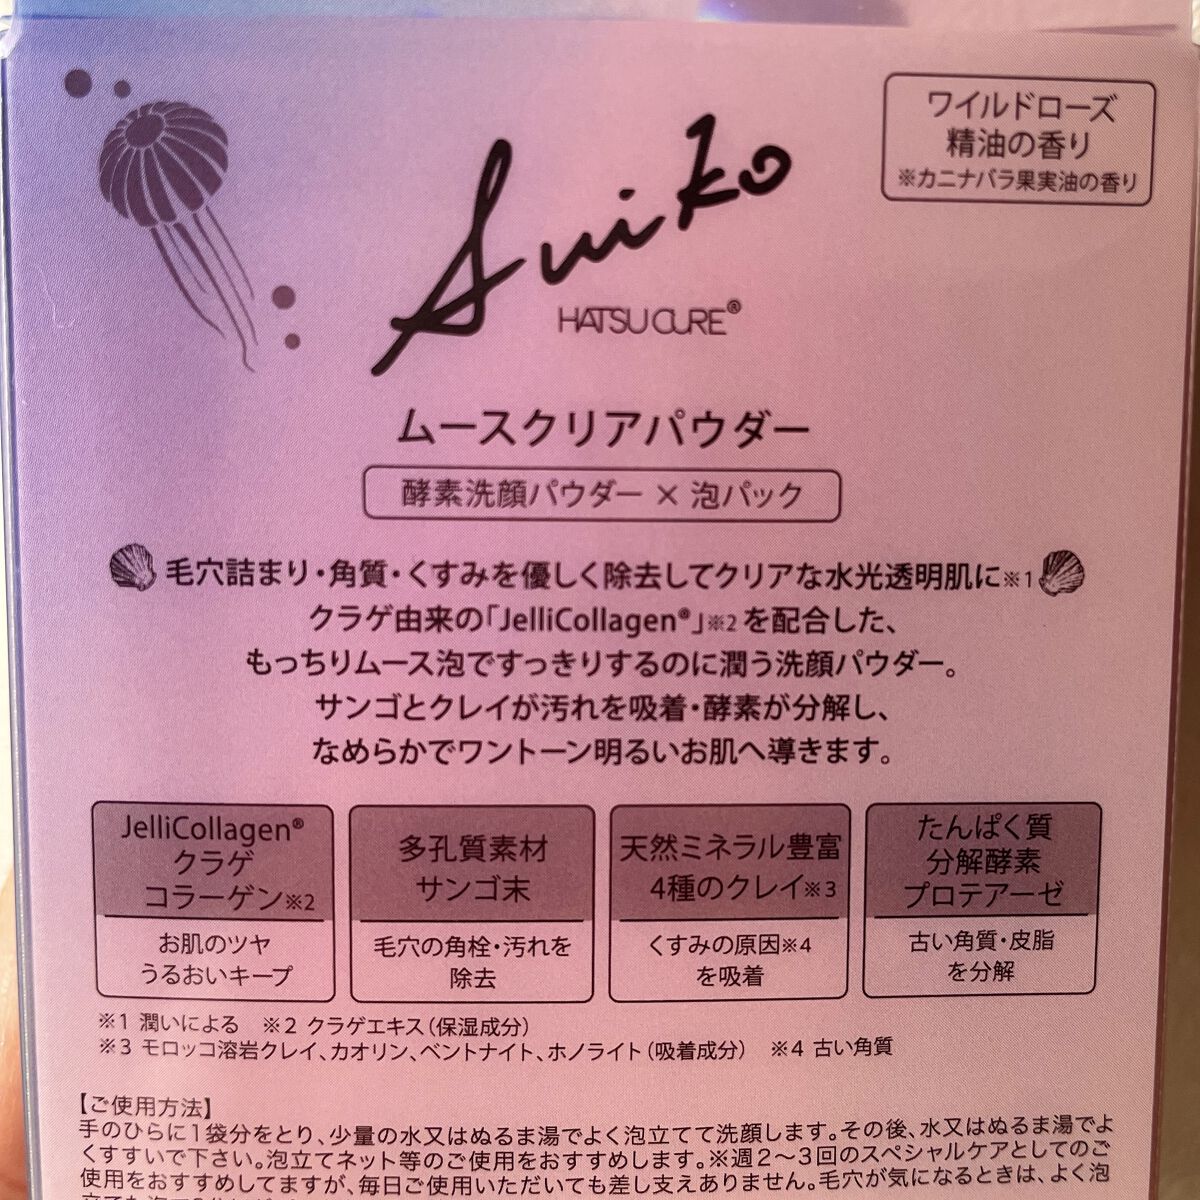 ワイルドローズ
精油の香り
※カニナバラ果実油の香り
Suiko
HATSU CURE®
ムースクリアパウダー
酵素洗顔パウダー × 泡パック
毛穴詰まり・角質・くすみを優しく除去してクリアな水光透明肌に※1
クラゲ由来の「JelliCollagen®」※2 を配合した、
もっちりムース泡ですっきりするのに潤う洗顔パウダー。
サンゴとクレイが汚れを吸着・酵素が分解し、
なめらかでワントーン明るいお肌へ導きます。
JelliCollagen®
クラゲ
コラーゲン※2
お肌のツヤ
うるおいキープ
多孔質素材
サンゴ末
毛穴の角栓・汚れを
除去
天然ミネラル豊富
4種のクレイ※3
くすみの原因※4
を吸着
たんぱく質
分解酵素
プロテアーゼ
古い角質・皮脂
を分解
※1 潤いによる ※2 クラゲエキス（保湿成分）
※3 モロッコ溶岩クレイ、カオリン、ベントナイト、ホノライト（吸着成分） ※4 古い角質
【ご使用方法】
手のひらに1袋分をとり、少量の水又はぬるま湯でよく泡立てて洗顔します。その後、水又はぬるま湯でよ
くすすいで下さい。泡立てネット等のご使用をおすすめします。※週2～3回のスペシャルケアとしてのご
使用をおすすめしてますが、毎日ご使用いただいても差し支えありません。毛穴が気になるときは、よく泡